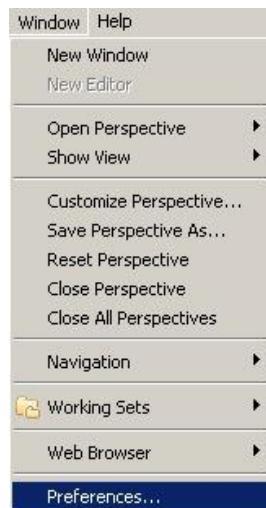 Window Help
New Window
New Editor
Open Perspective
Show View
Customize Perspective...
Save Perspective As...
Reset Perspective
Close Perspective
Close All Perspectives
Navigation
Working Sets
Web Browser
Preferences...